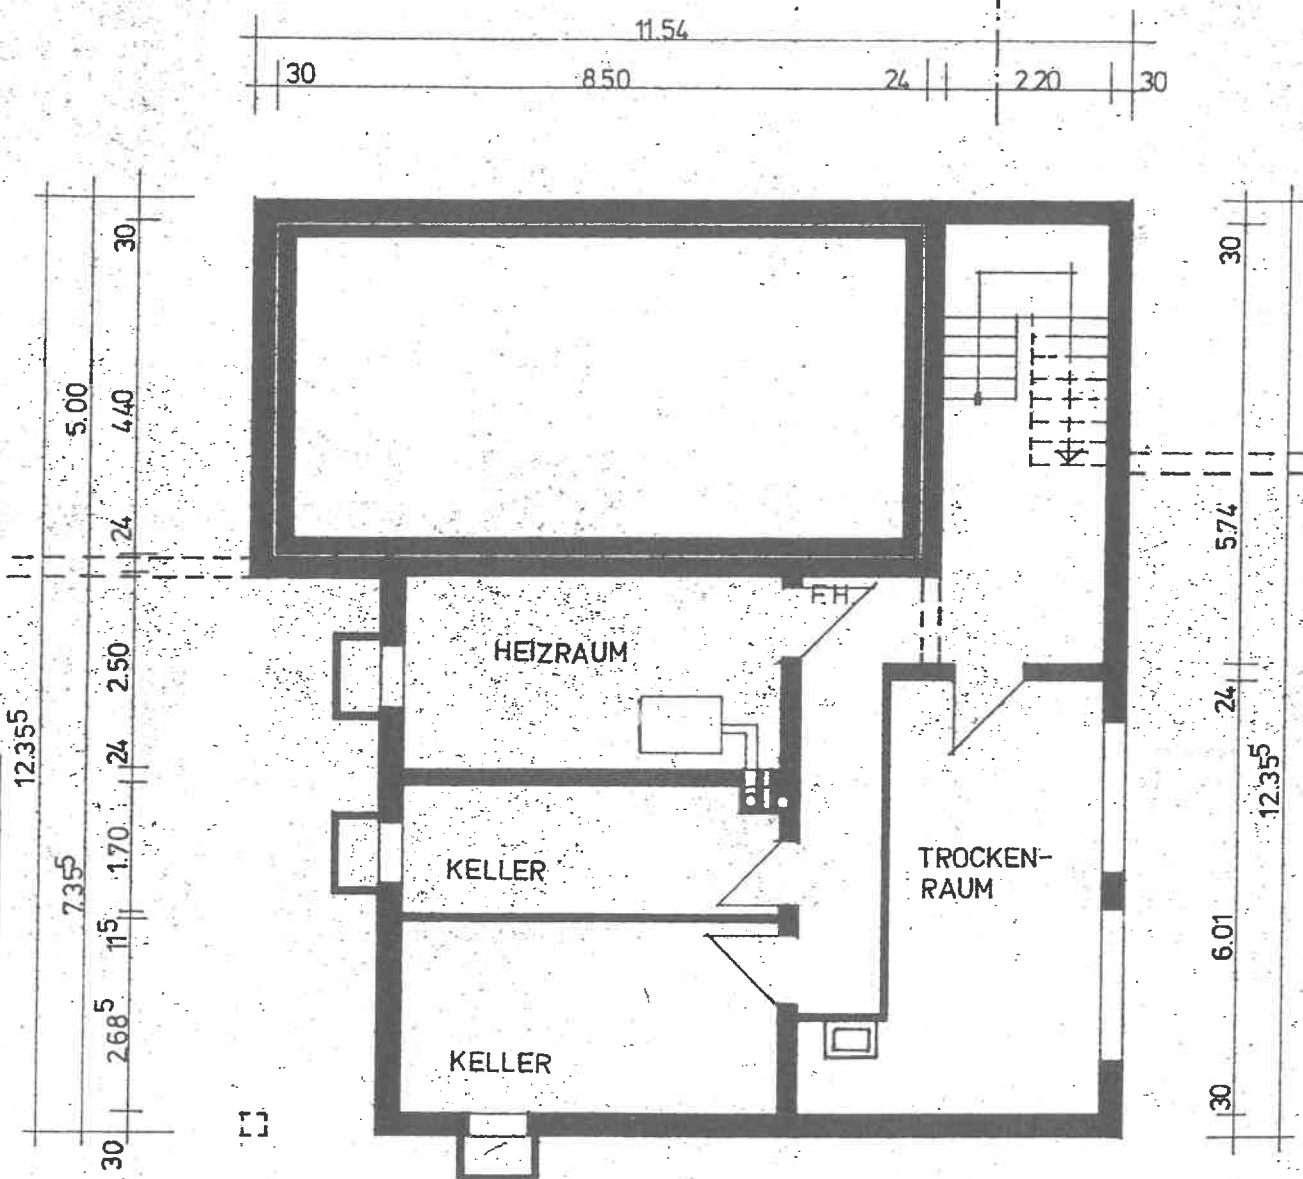 11.54
30 8.50 24 2.20 30
30
5.00
4.40
24
2.50
12.35⁵
24
1.70
7.35⁵
11⁵
2.68⁵
30
F.H.
HEIZRAUM
KELLER
TROCKEN-
RAUM
KELLER
30
5.74
24
12.35⁵
6.01
30